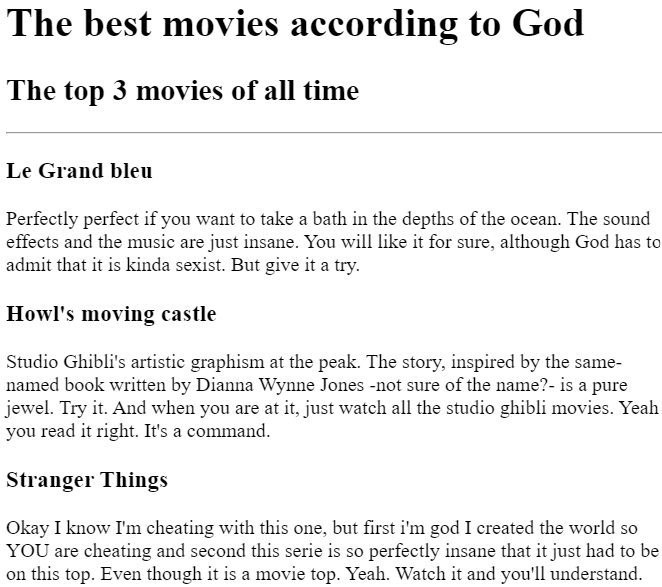 The best movies according to God
The top 3 movies of all time
Le Grand bleu
Perfectly perfect if you want to take a bath in the depths of the ocean. The sound
effects and the music are just insane. You will like it for sure, although God has to
admit that it is kinda sexist. But give it a try.
Howl's moving castle
Studio Ghibli's artistic graphism at the peak. The story, inspired by the same-
named book written by Dianna Wynne Jones -not sure of the name?- is a pure
jewel. Try it. And when you are at it, just watch all the studio ghibli movies. Yeah
you read it right. It's a command.
Stranger Things
Okay I know I'm cheating with this one, but first i'm god I created the world so
YOU are cheating and second this serie is so perfectly insane that it just had to be
on this top. Even though it is a movie top. Yeah. Watch it and you'll understand.